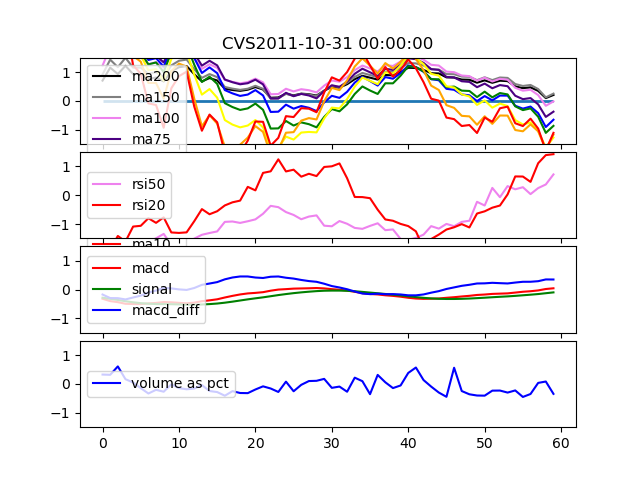 CVS2011-10-31 00:00:00
1
0
−1
ma200
ma150
ma100
ma75
1
0
−1
rsi50
rsi20
ma10
1
0
−1
macd
signal
macd_diff
1
0
−1
volume as pct
0 10 20 30 40 50 60